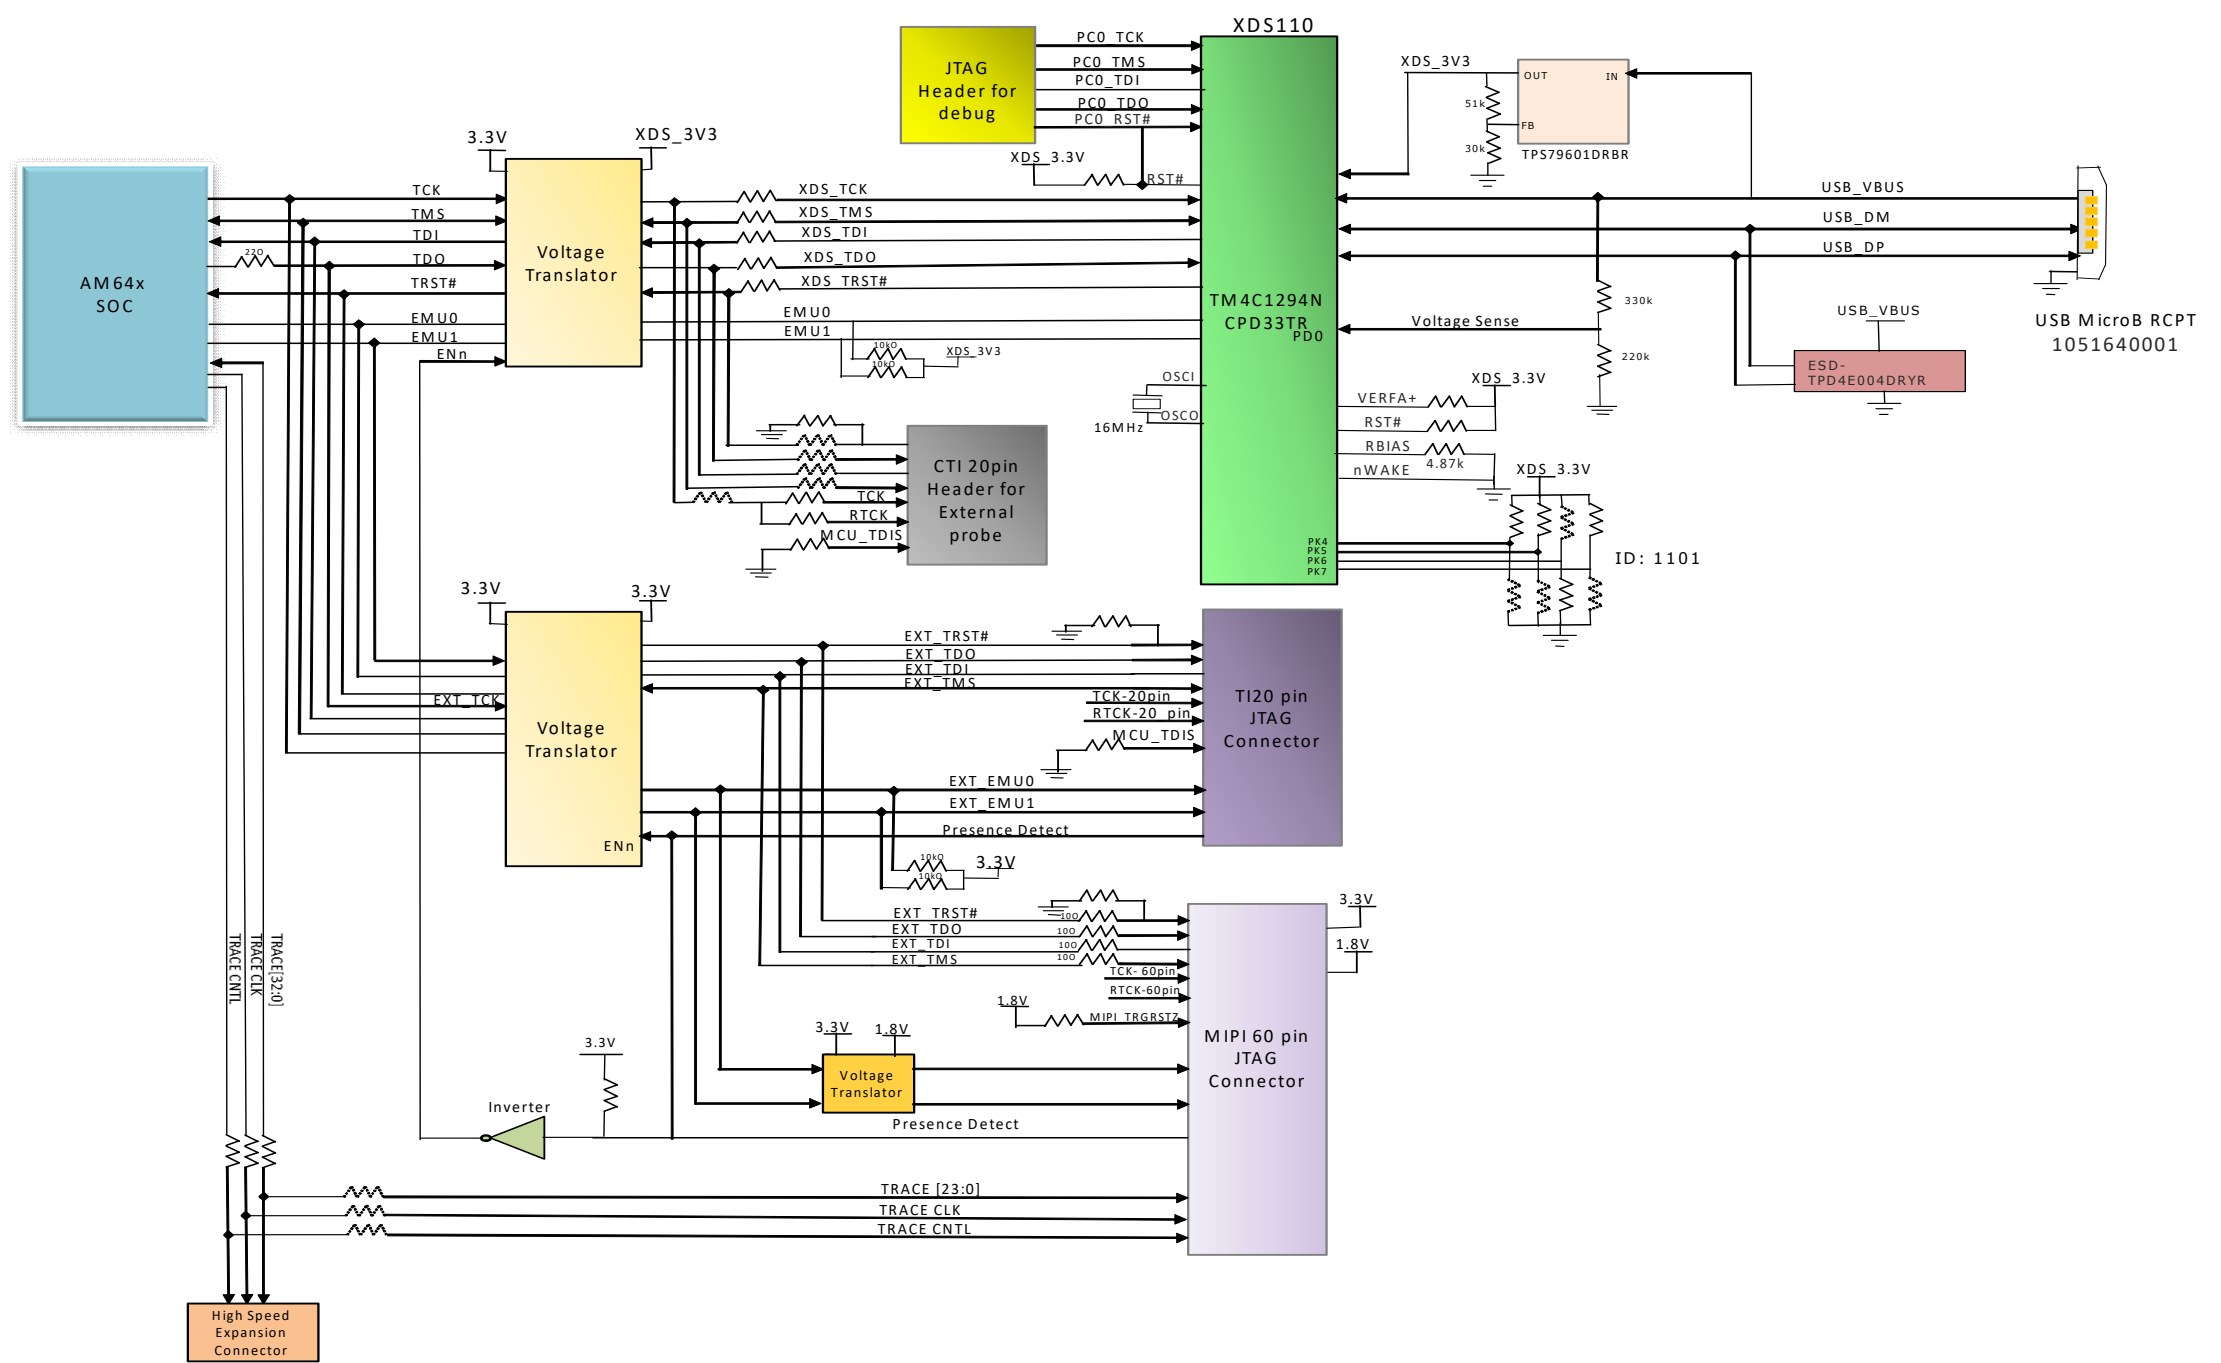 XDS110
JTAG
Header for
debug
PC0_TCK
PC0_TMS
PC0_TDI
PC0_TDO
PC0_RST#
XDS_3.3V
RST#
XDS_3V3
OUT
IN
51k
FB
30k
TPS79601DRBR
3.3V
XDS_3V3
AM64x
SOC
TCK
TMS
TDI
22Ω
TDO
TRST#
EMU0
EMU1
ENn
Voltage
Translator
XDS_TCK
XDS_TMS
XDS_TDI
XDS_TDO
XDS_TRST#
EMU0
EMU1
10kΩ
10kΩ
XDS_3V3
TM4C1294N
CPD33TR
PD0
OSCI
OSCO
16MHz
USB_VBUS
USB_DM
USB_DP
330k
Voltage Sense
220k
USB_VBUS
ESD-
TPD4E004DRYR
USB MicroB RCPT
1051640001
XDS_3.3V
VERFA+
RST#
RBIAS
4.87k
nWAKE
XDS_3.3V
PK4
PK5
PK6
PK7
ID: 1101
CTI 20pin
Header for
External
probe
TCK
RTCK
MCU_TDIS
3.3V
3.3V
EXT_TCK
Voltage
Translator
ENn
EXT_TRST#
EXT_TDO
EXT_TDI
EXT_TMS
TCK-20pin
RTCK-20 pin
MCU_TDIS
TI20 pin
JTAG
Connector
EXT_EMU0
EXT_EMU1
Presence Detect
10kΩ
10kΩ
3.3V
EXT_TRST#
EXT_TDO
EXT_TDI
EXT_TMS
10Ω
10Ω
10Ω
10Ω
TCK- 60pin
RTCK-60pin
1.8V
MIPI_TRGRSTZ
3.3V
1.8V
MIPI 60 pin
JTAG
Connector
3.3V
1.8V
Voltage
Translator
Presence Detect
3.3V
Inverter
TRACE CNTL
TRACE CLK
TRACE[32:0]
TRACE [23:0]
TRACE CLK
TRACE CNTL
High Speed
Expansion
Connector